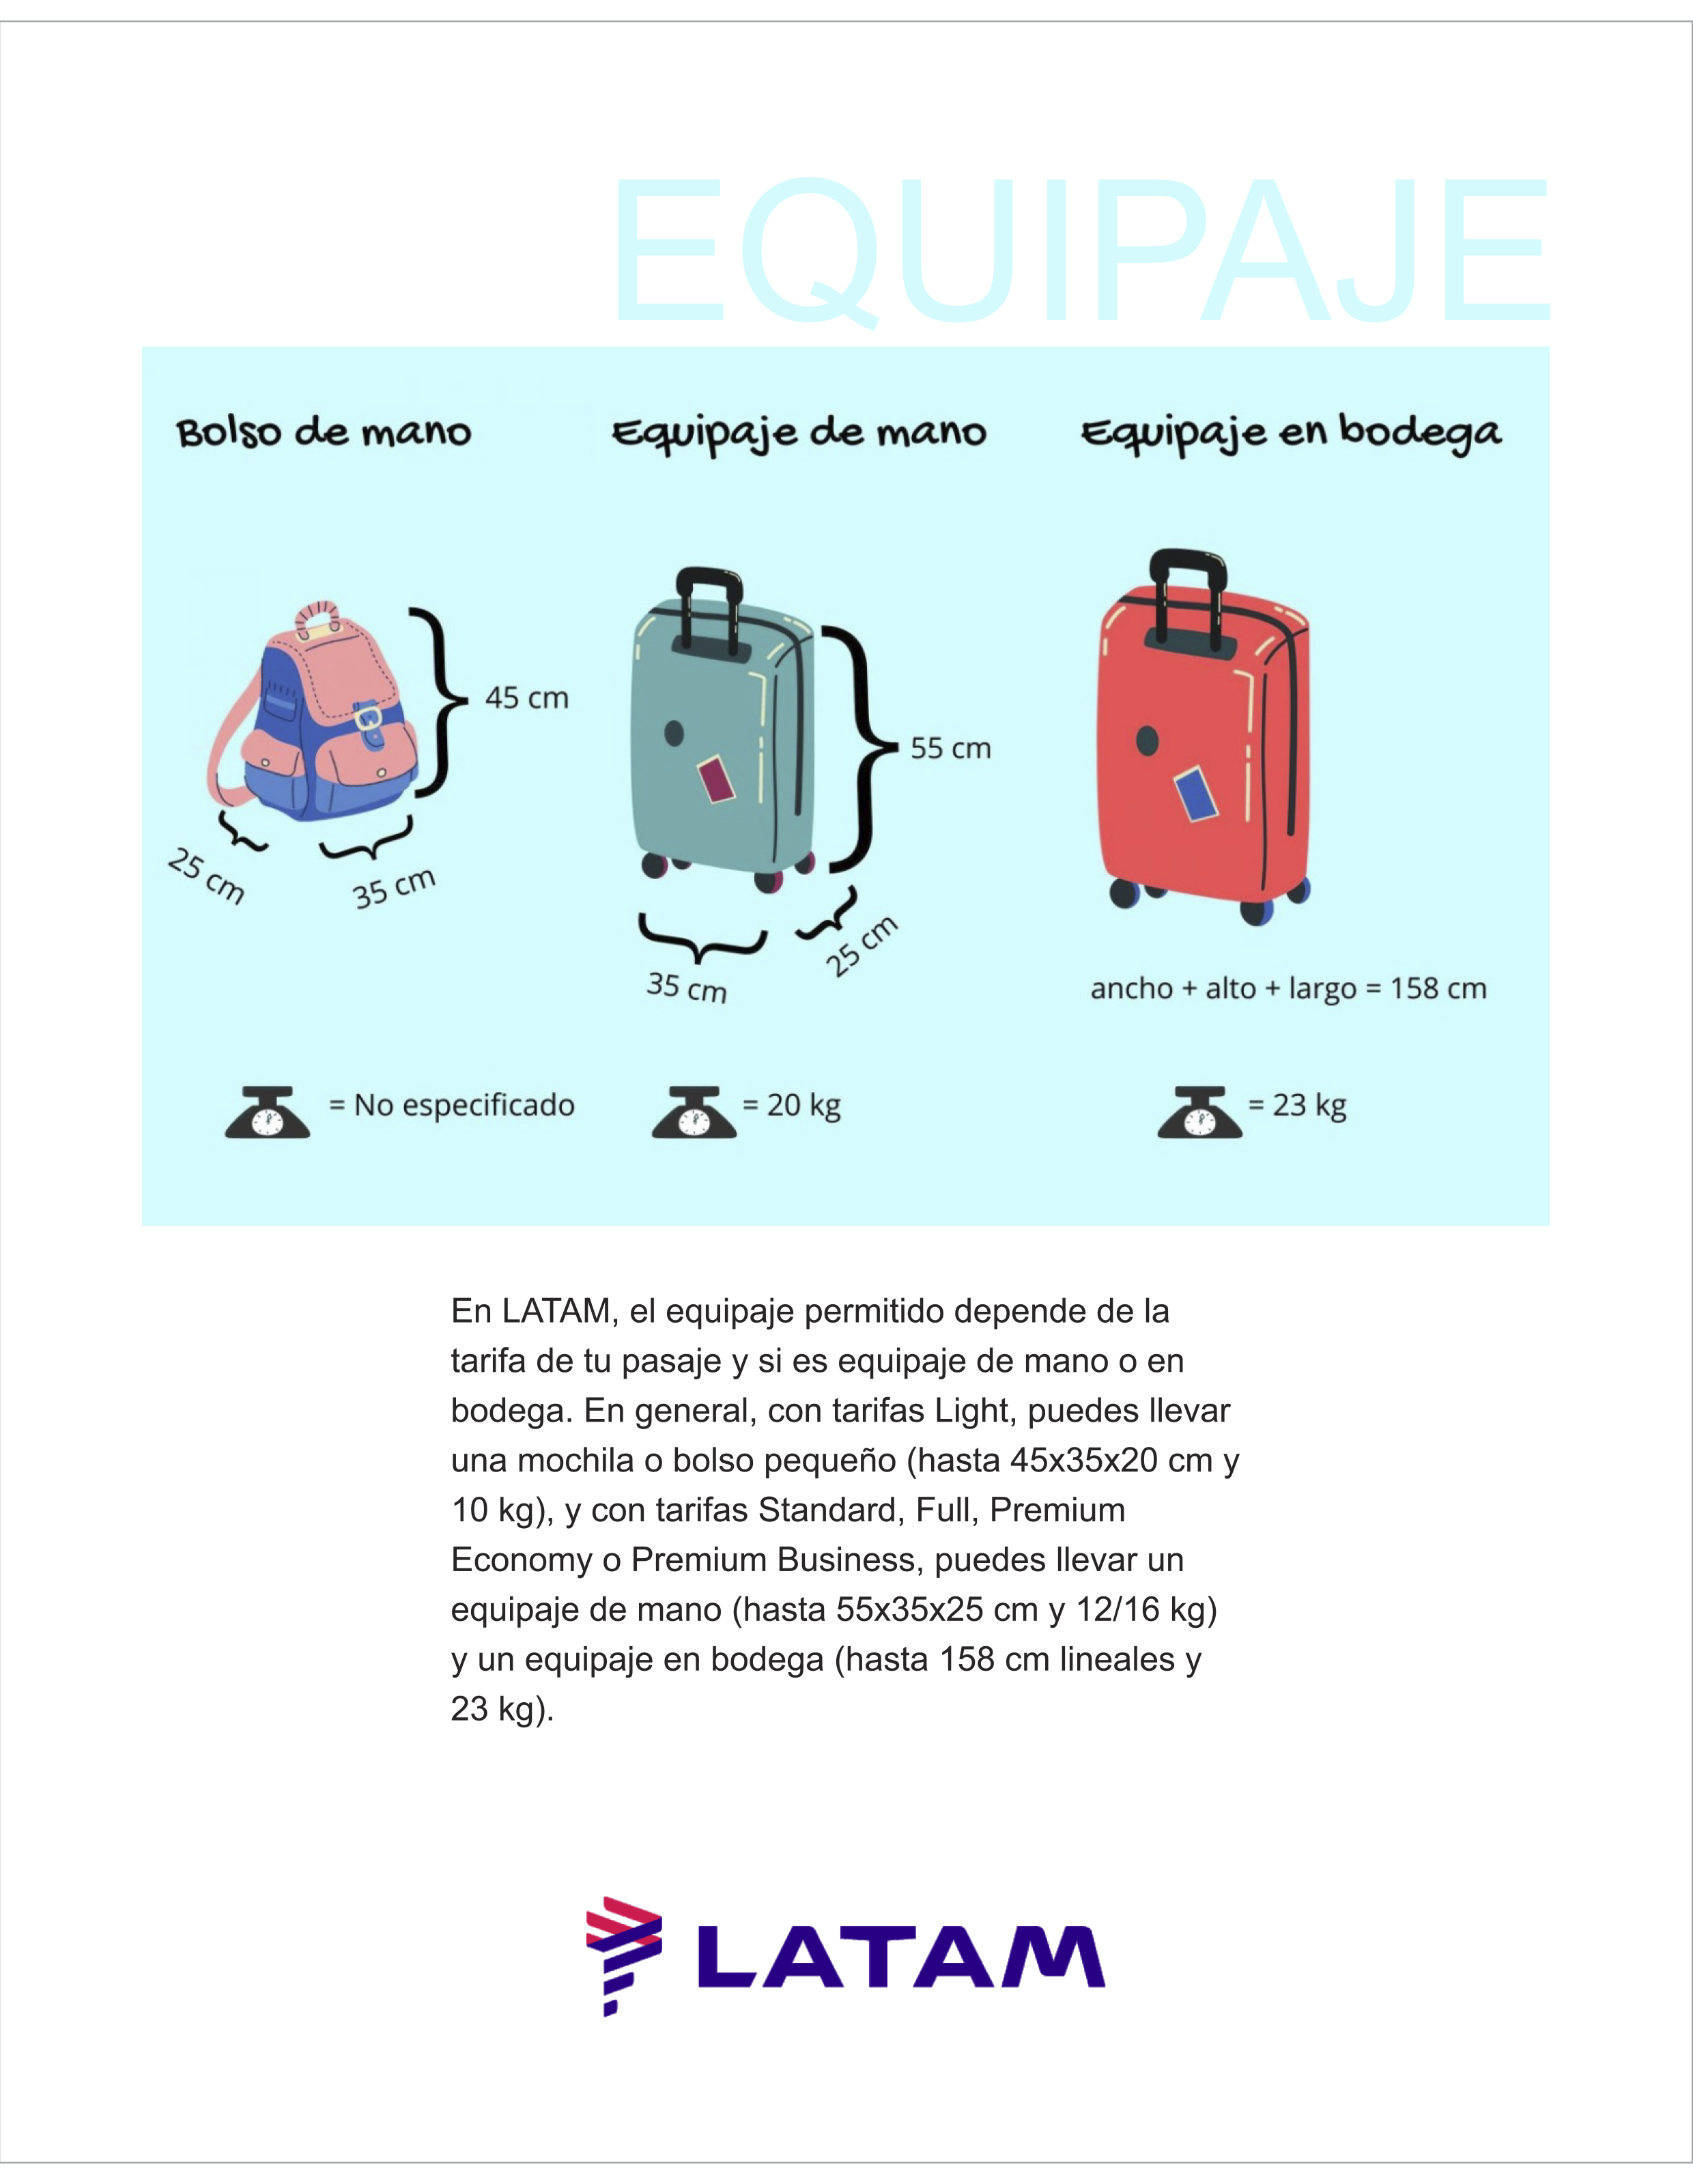 EQUIPAJE
Bolso de mano
Equipaje de mano
Equipaje en bodega
45 cm
25 cm
35 cm
55 cm
35 cm
25 cm
ancho + alto + largo = 158 cm
= No especificado
= 20 kg
= 23 kg
En LATAM, el equipaje permitido depende de la
tarifa de tu pasaje y si es equipaje de mano o en
bodega. En general, con tarifas Light, puedes llevar
una mochila o bolso pequeño (hasta 45x35x20 cm y
10 kg), y con tarifas Standard, Full, Premium
Economy o Premium Business, puedes llevar un
equipaje de mano (hasta 55x35x25 cm y 12/16 kg)
y un equipaje en bodega (hasta 158 cm lineales y
23 kg).
LATAM